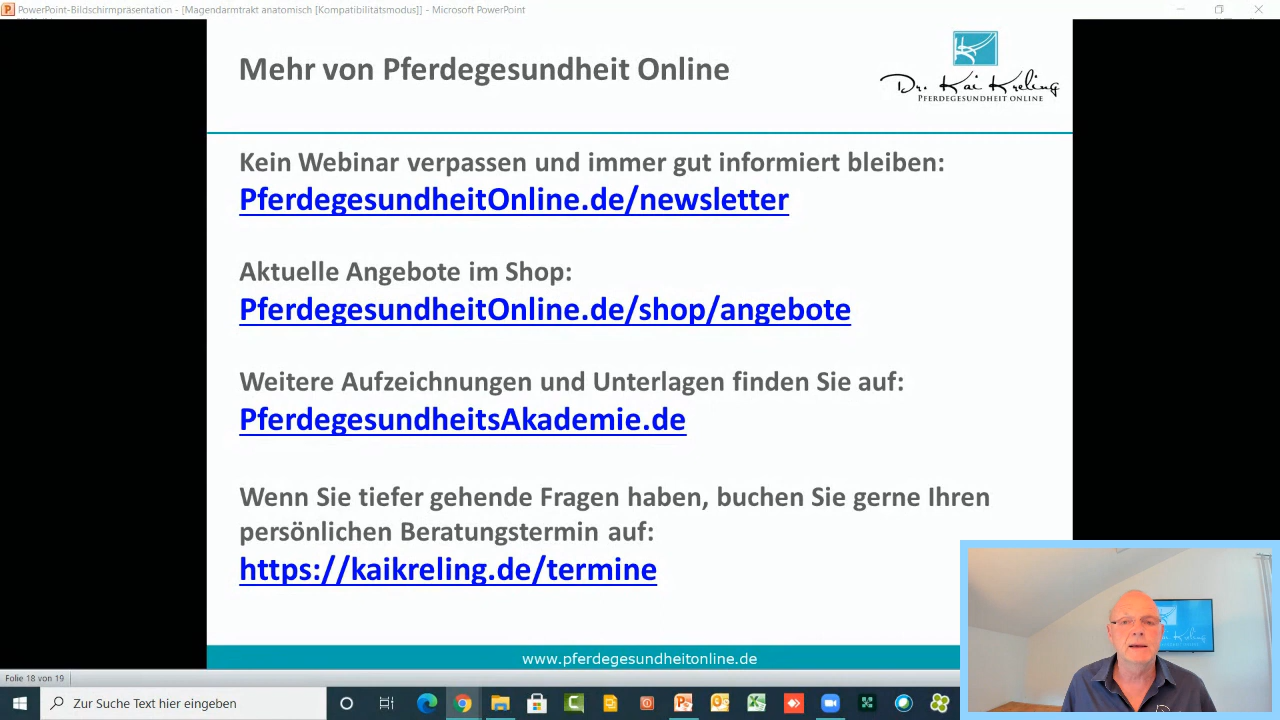 PowerPoint-Bildschirmpräsentation - [Magendarmtrakt anatomisch [Kompatibilitätsmodus]] - Microsoft PowerPoint
Mehr von Pferdegesundheit Online
Dr. Kai Kreling
PFERDEGESUNDHEIT ONLINE
Kein Webinar verpassen und immer gut informiert bleiben:
PferdegesundheitOnline.de/newsletter
Aktuelle Angebote im Shop:
PferdegesundheitOnline.de/shop/angebote
Weitere Aufzeichnungen und Unterlagen finden Sie auf:
PferdegesundheitsAkademie.de
Wenn Sie tiefer gehende Fragen haben, buchen Sie gerne Ihren
persönlichen Beratungstermin auf:
https://kaikreling.de/termine
www.pferdegesundheitonline.de
Folie 18 von 19
Zur Suche Text hier eingeben